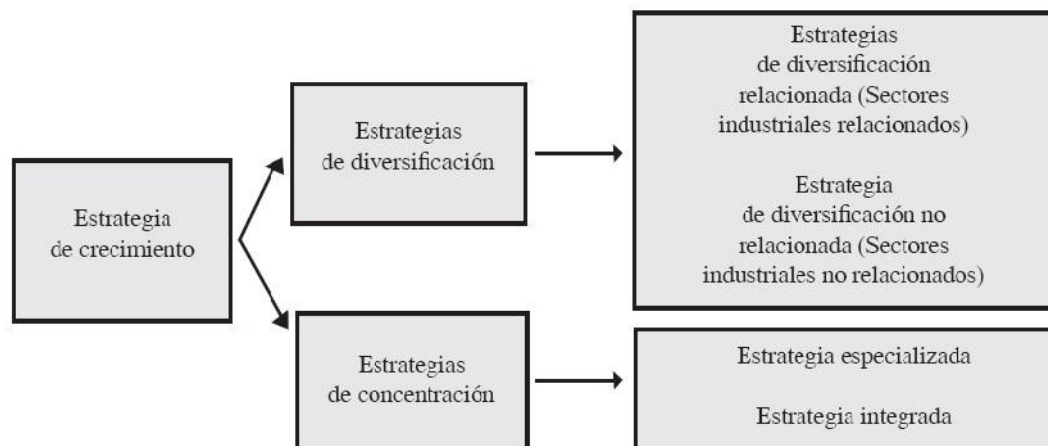 Estrategia
de crecimiento
Estrategias
de diversificación
Estrategias
de diversificación
relacionada (Sectores
industriales relacionados)
Estrategia
de diversificación no
relacionada (Sectores
industriales no relacionados)
Estrategias
de concentración
Estrategia especializada
Estrategia integrada